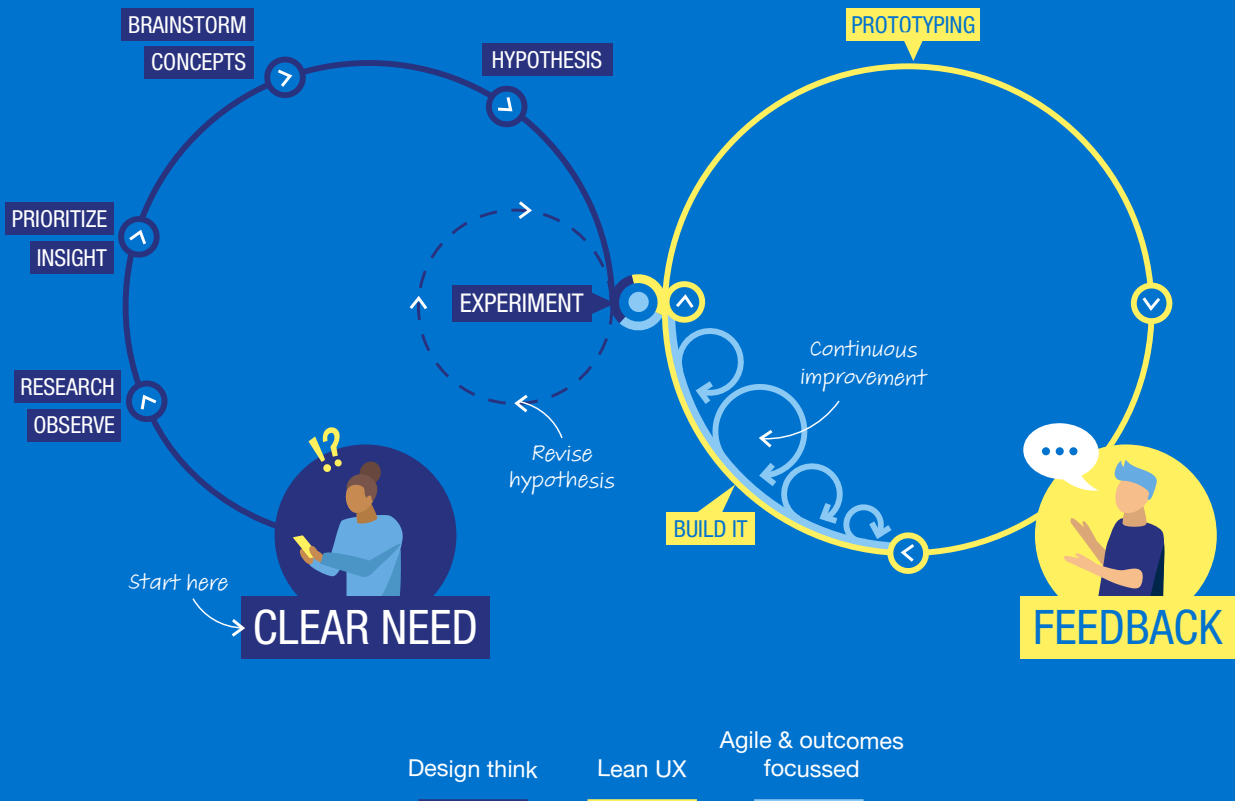 BRAINSTORM
CONCEPTS
HYPOTHESIS
PROTOTYPING
PRIORITIZE
INSIGHT
EXPERIMENT
Continuous
improvement
RESEARCH
OBSERVE
!?
Revise
hypothesis
BUILD IT
Start here
CLEAR NEED
FEEDBACK
Design think
Lean UX
Agile & outcomes
focussed